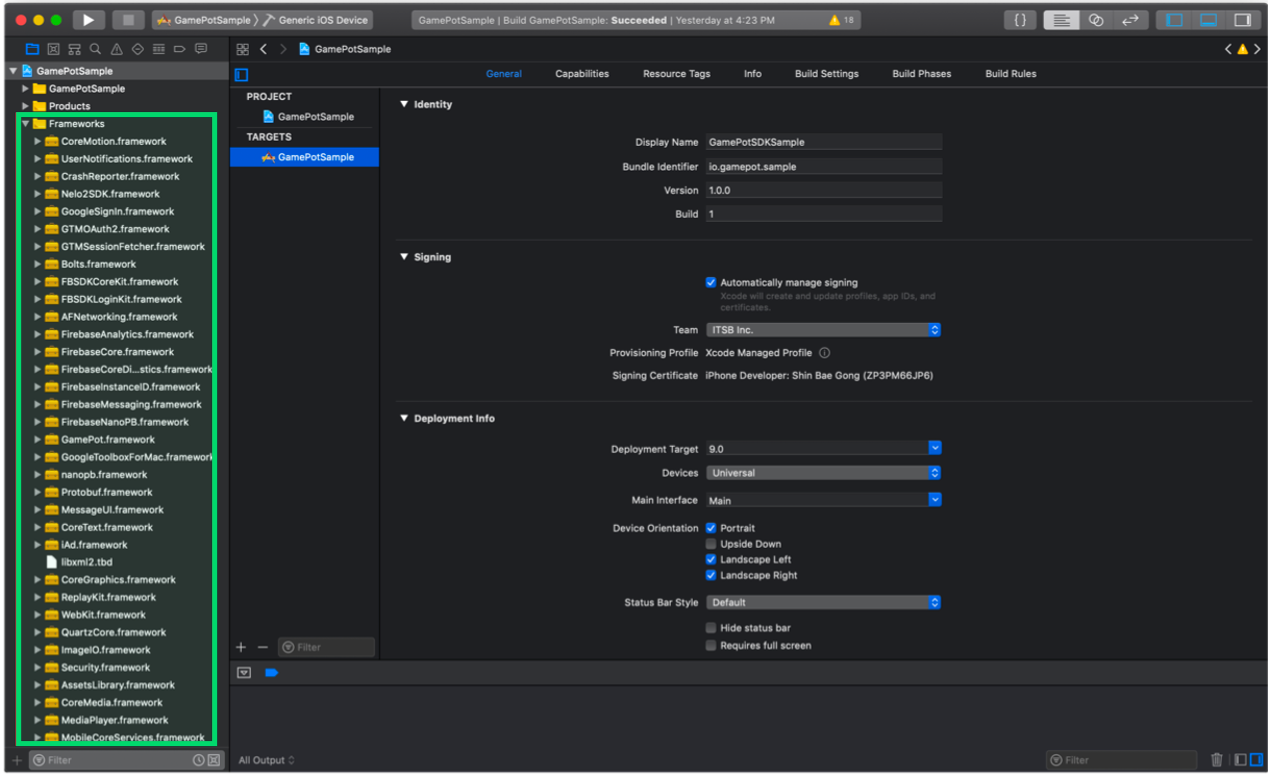 GamePotSample 〉 Generic iOS Device
GamePotSample | Build GamePotSample: Succeeded | Yesterday at 4:23 PM
18
{}
GamePotSample
GamePotSample
Products
Frameworks
CoreMotion.framework
UserNotifications.framework
CrashReporter.framework
Nelo2SDK.framework
GoogleSignIn.framework
GTMOAuth2.framework
GTMSessionFetcher.framework
Bolts.framework
FBSDKCoreKit.framework
FBSDKLoginKit.framework
AFNetworking.framework
FirebaseAnalytics.framework
FirebaseCore.framework
FirebaseCoreDi...stics.framework
FirebaseInstanceID.framework
FirebaseMessaging.framework
FirebaseNanoPB.framework
GamePot.framework
GoogleToolboxForMac.framework
nanopb.framework
Protobuf.framework
MessageUI.framework
CoreText.framework
iAd.framework
libxml2.tbd
CoreGraphics.framework
ReplayKit.framework
WebKit.framework
QuartzCore.framework
ImageIO.framework
Security.framework
AssetsLibrary.framework
CoreMedia.framework
MediaPlayer.framework
MobileCoreServices.framework
Filter
GamePotSample
General Capabilities Resource Tags Info Build Settings Build Phases Build Rules
PROJECT
GamePotSample
TARGETS
GamePotSample
Filter
Identity
Display Name GamePotSDKSample
Bundle Identifier io.gamepot.sample
Version 1.0.0
Build 1
Signing
Automatically manage signing
Xcode will create and update profiles, app IDs, and
certificates.
Team ITSB Inc.
Provisioning Profile Xcode Managed Profile
Signing Certificate iPhone Developer: Shin Bae Gong (ZP3PM66JP6)
Deployment Info
Deployment Target 9.0
Devices Universal
Main Interface Main
Device Orientation Portrait
Upside Down
Landscape Left
Landscape Right
Status Bar Style Default
Hide status bar
Requires full screen
All Output
Filter